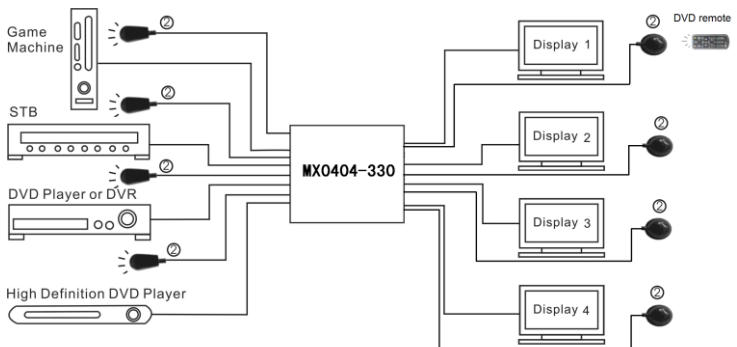 Game
Machine
②
②
STB
②
DVD Player or DVR
②
High Definition DVD Player
MX0404-330
Display 1
②
DVD remote
Display 2
②
Display 3
②
Display 4
②